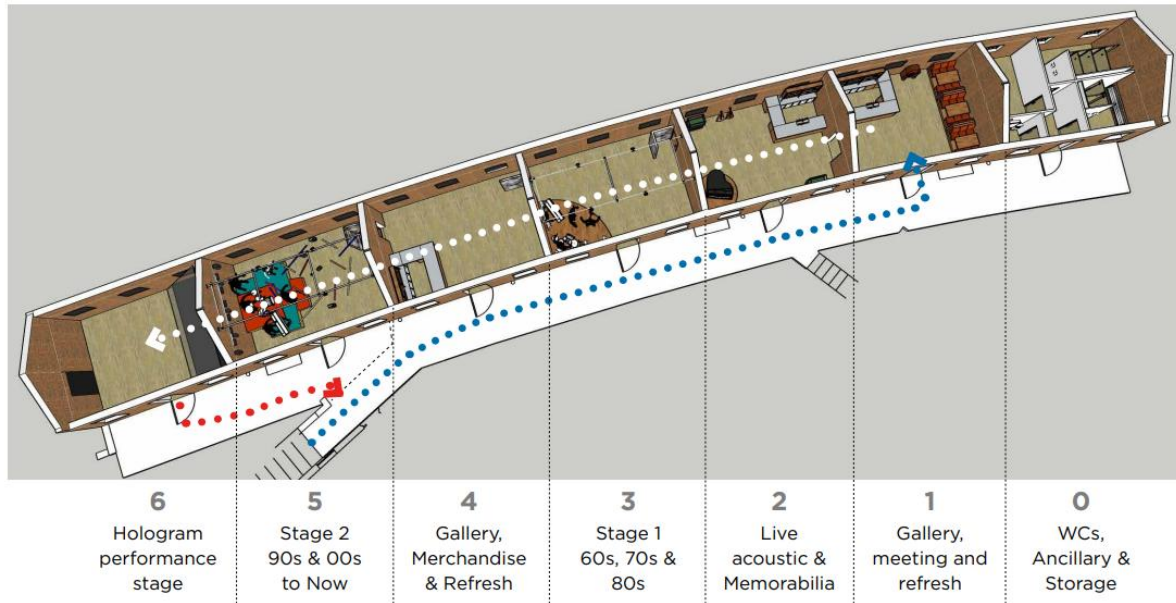 6
Hologram
performance
stage
5
Stage 2
90s & 00s
to Now
4
Gallery,
Merchandise
& Refresh
3
Stage 1
60s, 70s &
80s
2
Live
acoustic &
Memorabilia
1
Gallery,
meeting and
refresh
0
WCs,
Ancillary &
Storage